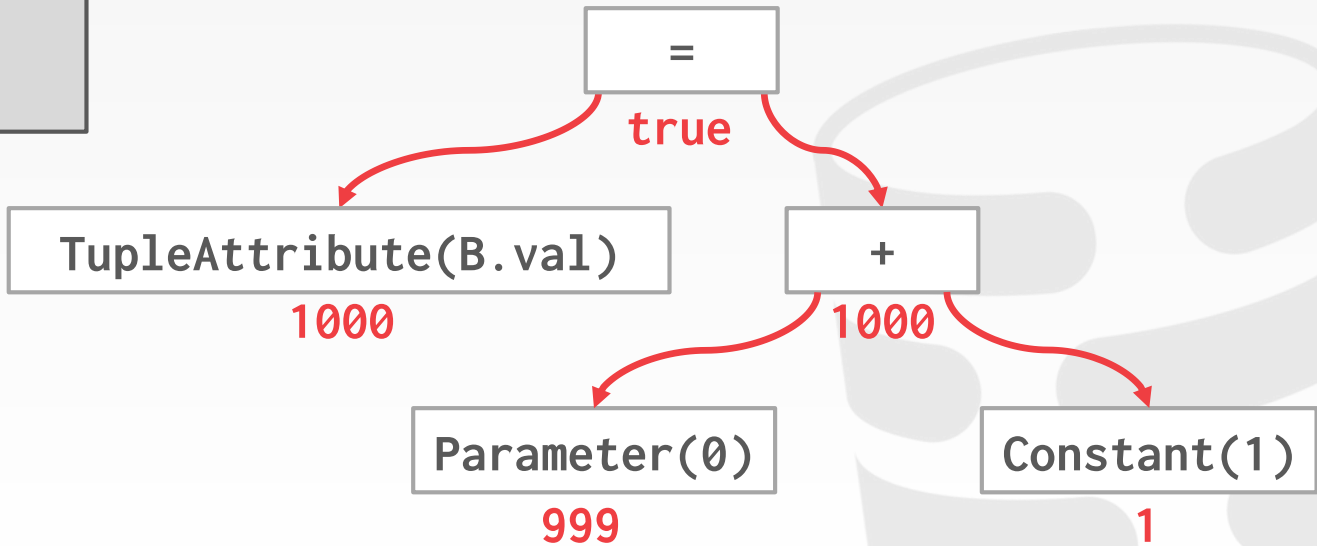 =
true
TupleAttribute(B.val)
+
1000
1000
Parameter(0)
Constant(1)
999
1